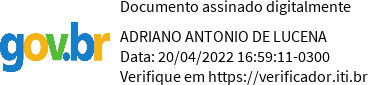 Documento assinado digitalmente
gov.br
ADRIANO ANTONIO DE LUCENA
Data: 20/04/2022 16:59:11-0300
Verifique em https://verificador.iti.br